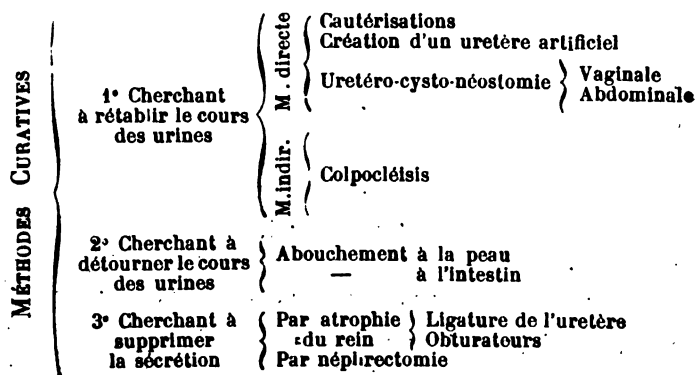 MÉTHODES CURATIVES
1° Cherchant
à rétablir le cours
des urines
M. directe
Cautérisations
Création d'un uretère artificiel
Uretéro-cysto-néostomie
Vaginale
Abdominale
M. indir.
Colpocléisis
2° Cherchant à
détourner le cours
des urines
Abouchement à la peau
— à l'intestin
3° Cherchant à
supprimer
la sécrétion
Par atrophie
du rein
Ligature de l'uretère
Obturateurs
Par néphrectomie